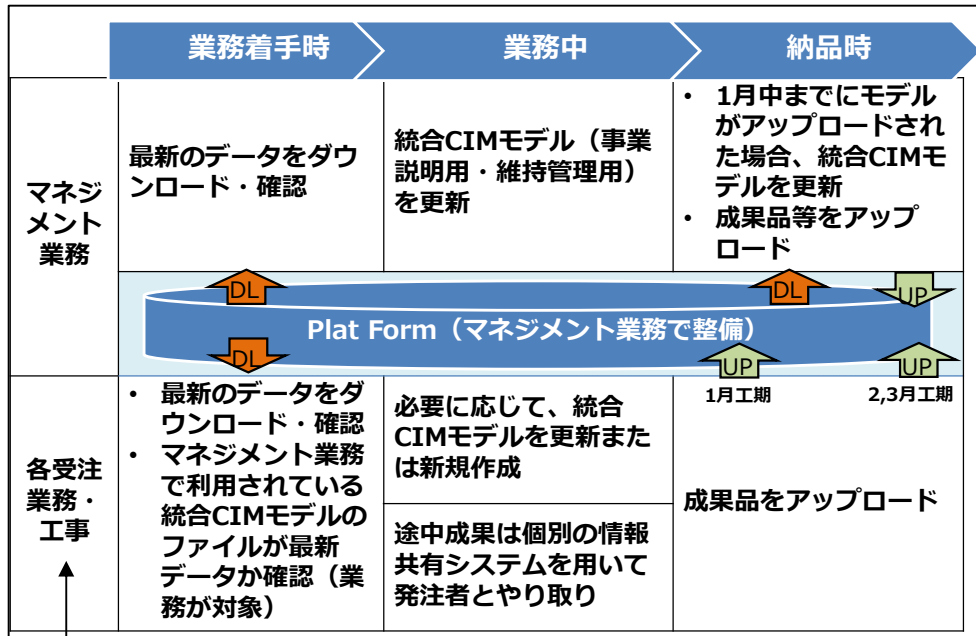 業務着手時
業務中
納品時
マネジ
メント
業務
最新のデータをダウ
ンロード・確認
統合CIMモデル（事業
説明用・維持管理用）
を更新
• 1月中までにモデル
がアップロードされ
た場合、統合CIMモ
デルを更新
• 成果品等をアップ
ロード
DL
DL
UP
Plat Form（マネジメント業務で整備）
DL
UP
UP
1月工期
2,3月工期
各受注
業務・
工事
• 最新のデータをダ
ウンロード・確認
• マネジメント業務
で利用されている
統合CIMモデルの
ファイルが最新
データか確認（業
務が対象）
必要に応じて、統合
CIMモデルを更新また
は新規作成
途中成果は個別の情報
共有システムを用いて
発注者とやり取り
成果品をアップロード